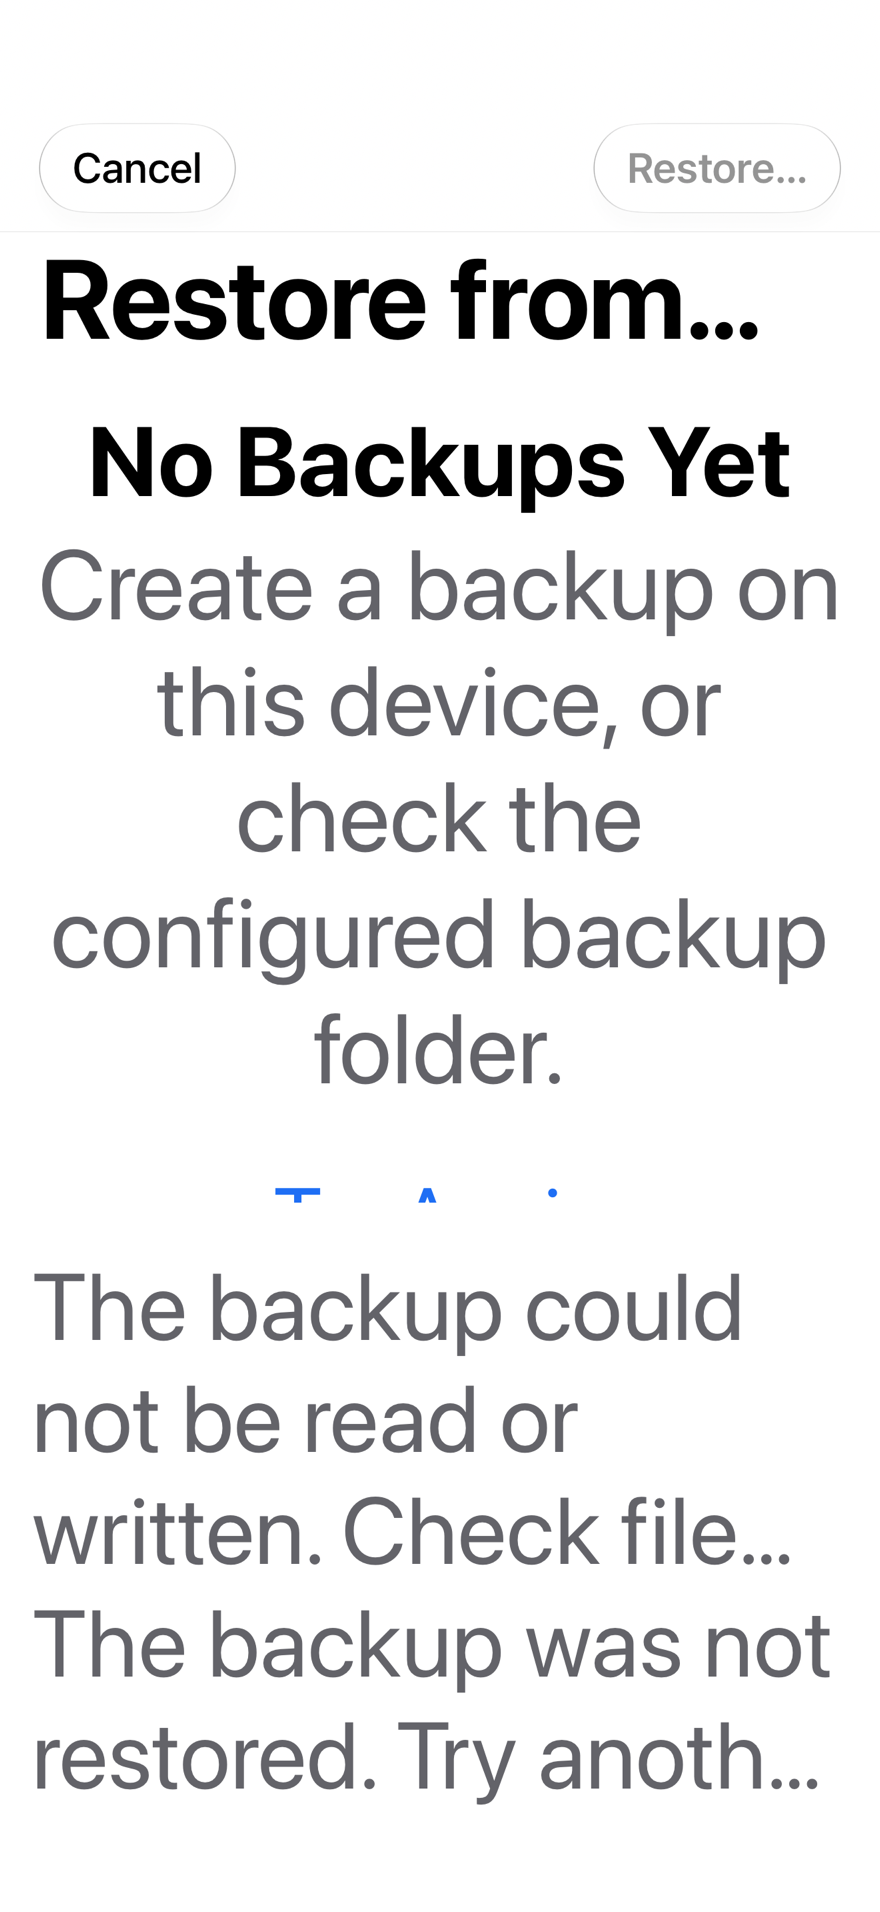 Cancel
Restore…
Restore from…
No Backups Yet
Create a backup on
this device, or
check the
configured backup
folder.
The backup could
not be read or
written. Check file…
The backup was not
restored. Try anoth…